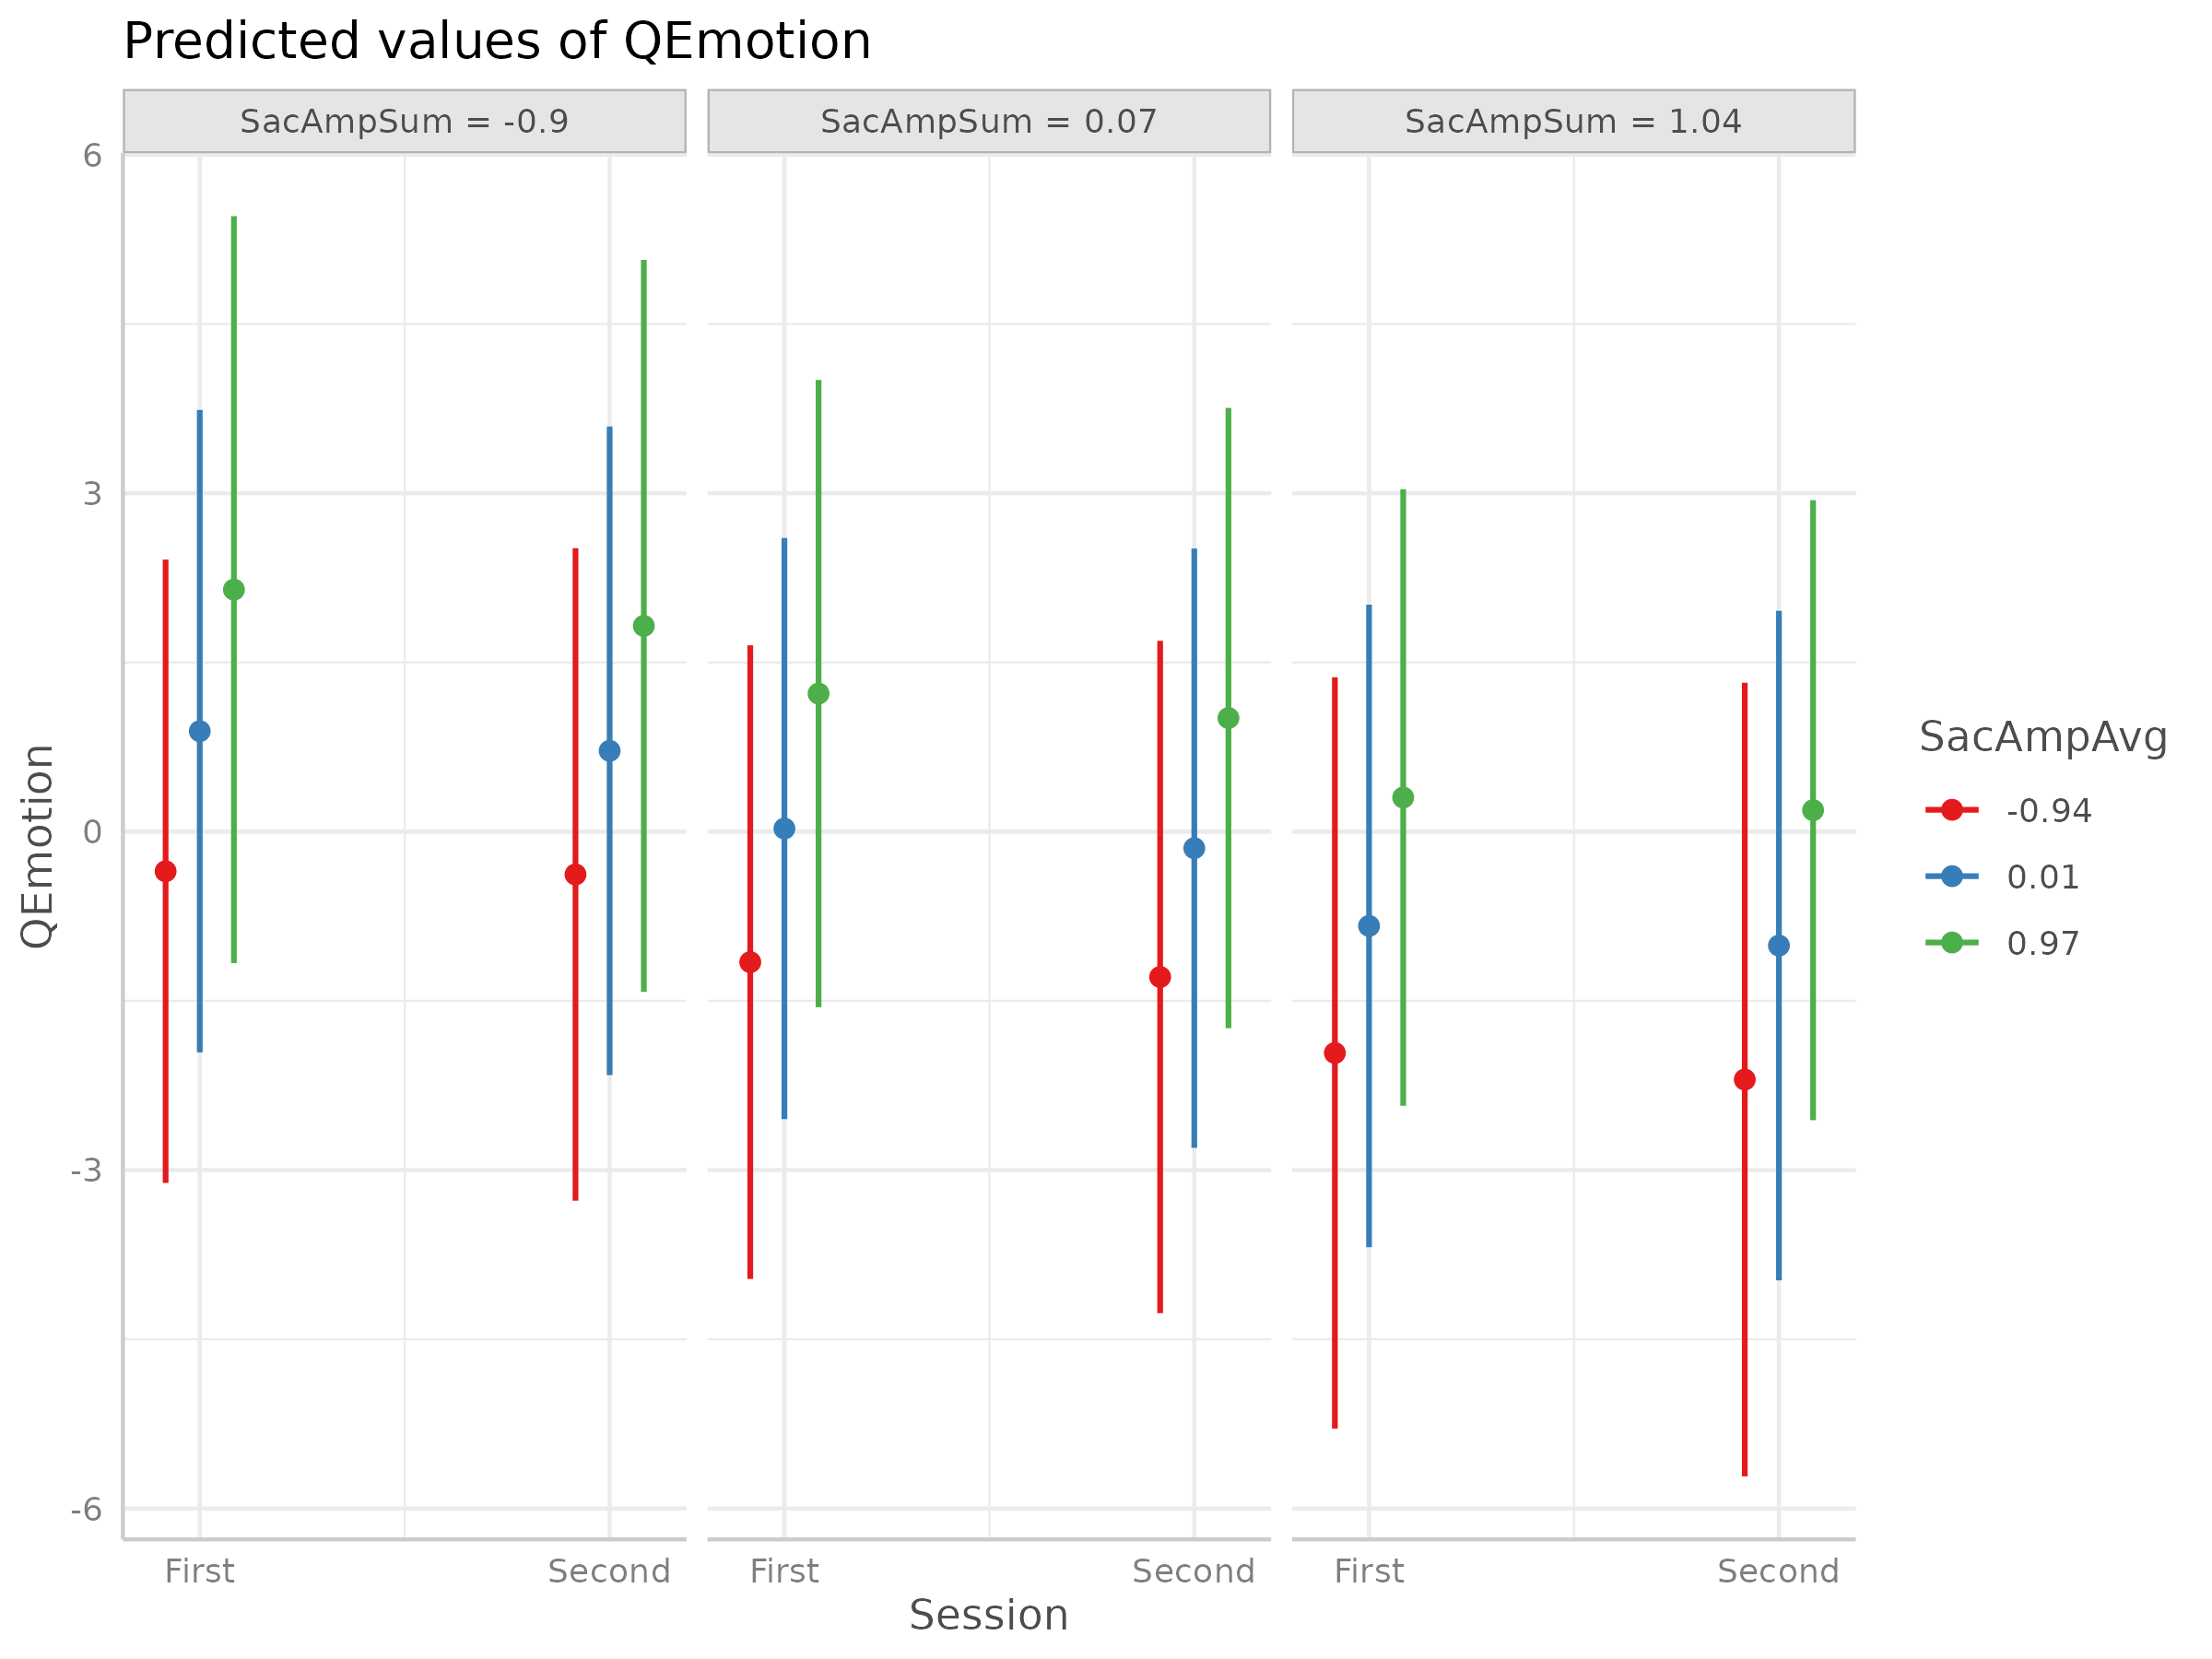 Predicted values of QEmotion
SacAmpSum = -0.9
SacAmpSum = 0.07
SacAmpSum = 1.04
6
3
0
-3
-6
QEmotion
First
Second
First
Second
First
Second
Session
SacAmpAvg
-0.94
0.01
0.97